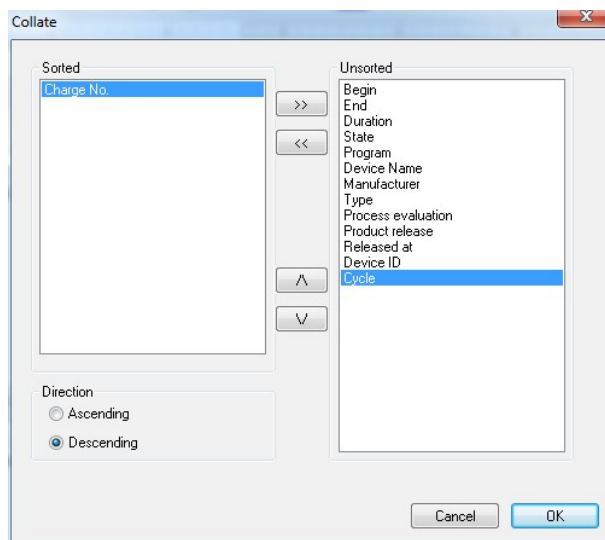 Collate
X
Sorted
Charge No.
>>
<<
/\
\/
Unsorted
Begin
End
Duration
State
Program
Device Name
Manufacturer
Type
Process evaluation
Product release
Released at
Device ID
Cycle
Direction
Ascending
Descending
Cancel
OK